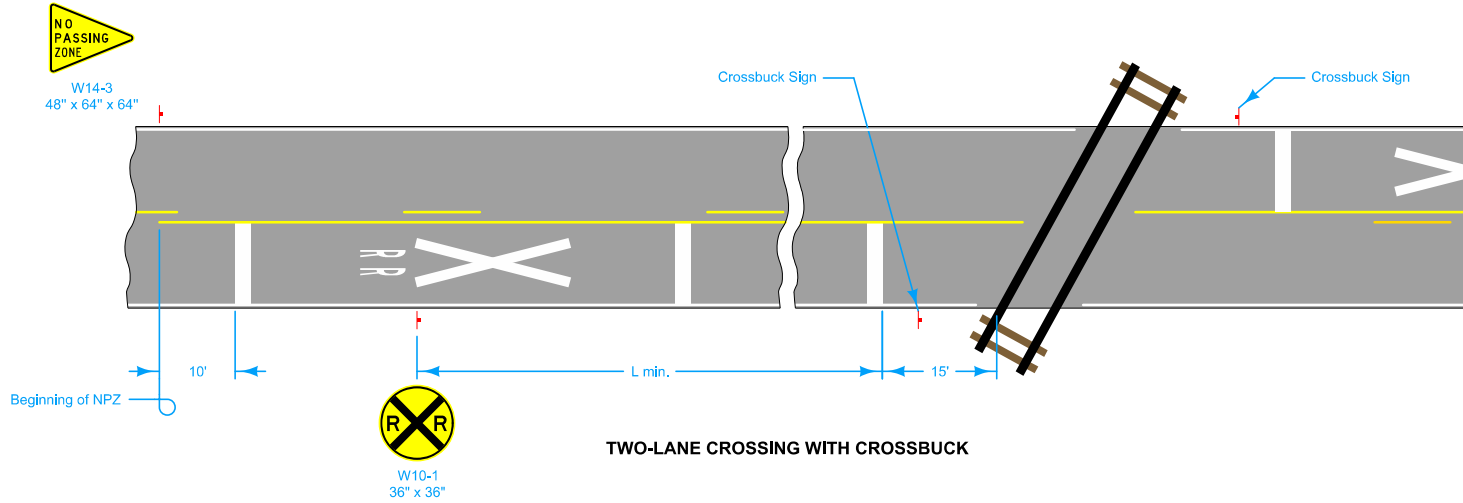 NO
PASSING
ZONE
W14-3
48" x 64" x 64"
Crossbuck Sign
Crossbuck Sign
R R
10'
L min.
15'
Beginning of NPZ
R R
W10-1
36" x 36"
TWO-LANE CROSSING WITH CROSSBUCK